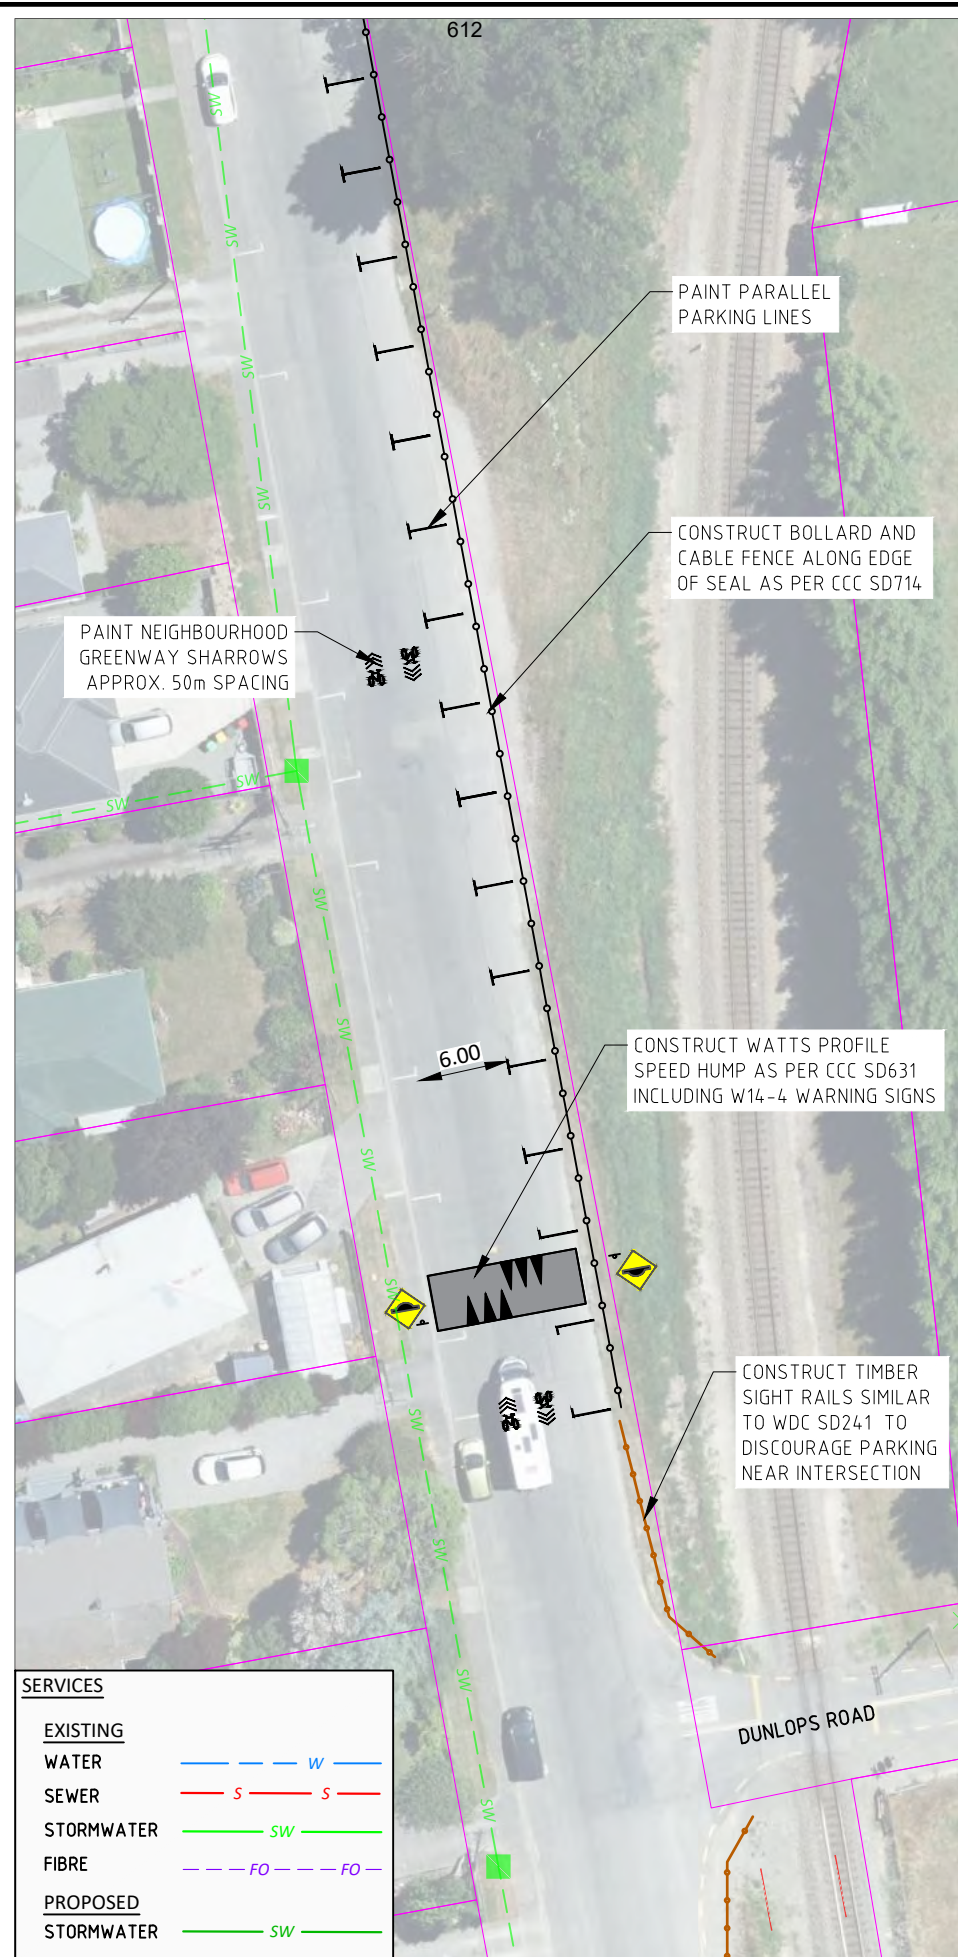 612
PAINT PARALLEL
PARKING LINES
CONSTRUCT BOLLARD AND
CABLE FENCE ALONG EDGE
OF SEAL AS PER CCC SD714
PAINT NEIGHBOURHOOD
GREENWAY SHARROWS
APPROX. 50m SPACING
SW
SW
SW
SW
SW
SW
SW
SW
6.00
CONSTRUCT WATTS PROFILE
SPEED HUMP AS PER CCC SD631
INCLUDING W14-4 WARNING SIGNS
SW
SW
SW
CONSTRUCT TIMBER
SIGHT RAILS SIMILAR
TO WDC SD241 TO
DISCOURAGE PARKING
NEAR INTERSECTION
SW
SW
SW
DUNLOPS ROAD
SERVICES
EXISTING
WATER W
SEWER S S
STORMWATER SW
FIBRE FO FO
PROPOSED
STORMWATER SW